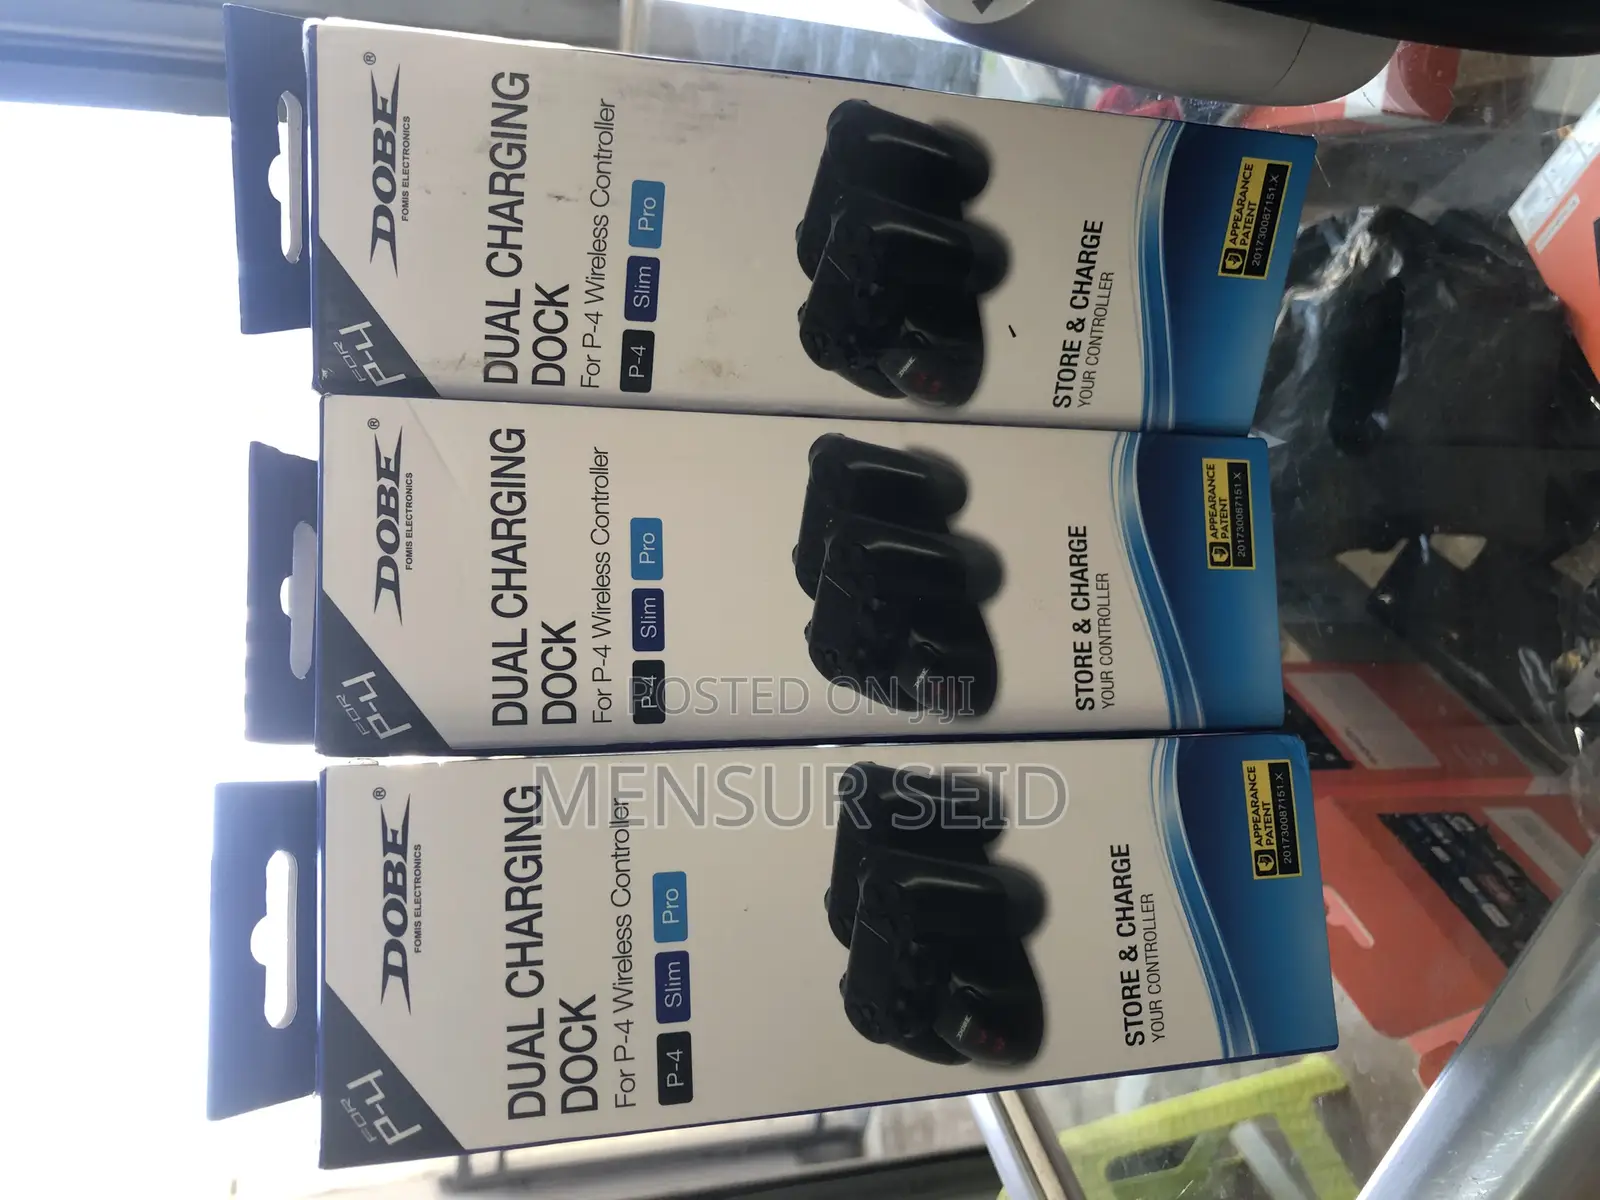 DOBE®
FOMIS ELECTRONICS
FOR
P-4
DUAL CHARGING
DOCK
For P-4 Wireless Controller
P-4 Slim Pro
STORE & CHARGE
YOUR CONTROLLER
APPEARANCE
PATENT
201730087151.X
DOBE®
FOMIS ELECTRONICS
FOR
P-4
DUAL CHARGING
DOCK
For P-4 Wireless Controller
P-4 Slim Pro
STORE & CHARGE
YOUR CONTROLLER
APPEARANCE
PATENT
201730087151.X
DOBE®
FOMIS ELECTRONICS
FOR
P-4
DUAL CHARGING
DOCK
For P-4 Wireless Controller
P-4 Slim Pro
STORE & CHARGE
YOUR CONTROLLER
APPEARANCE
PATENT
201730087151.X
POSTED ON JIJI
MENSUR SEID